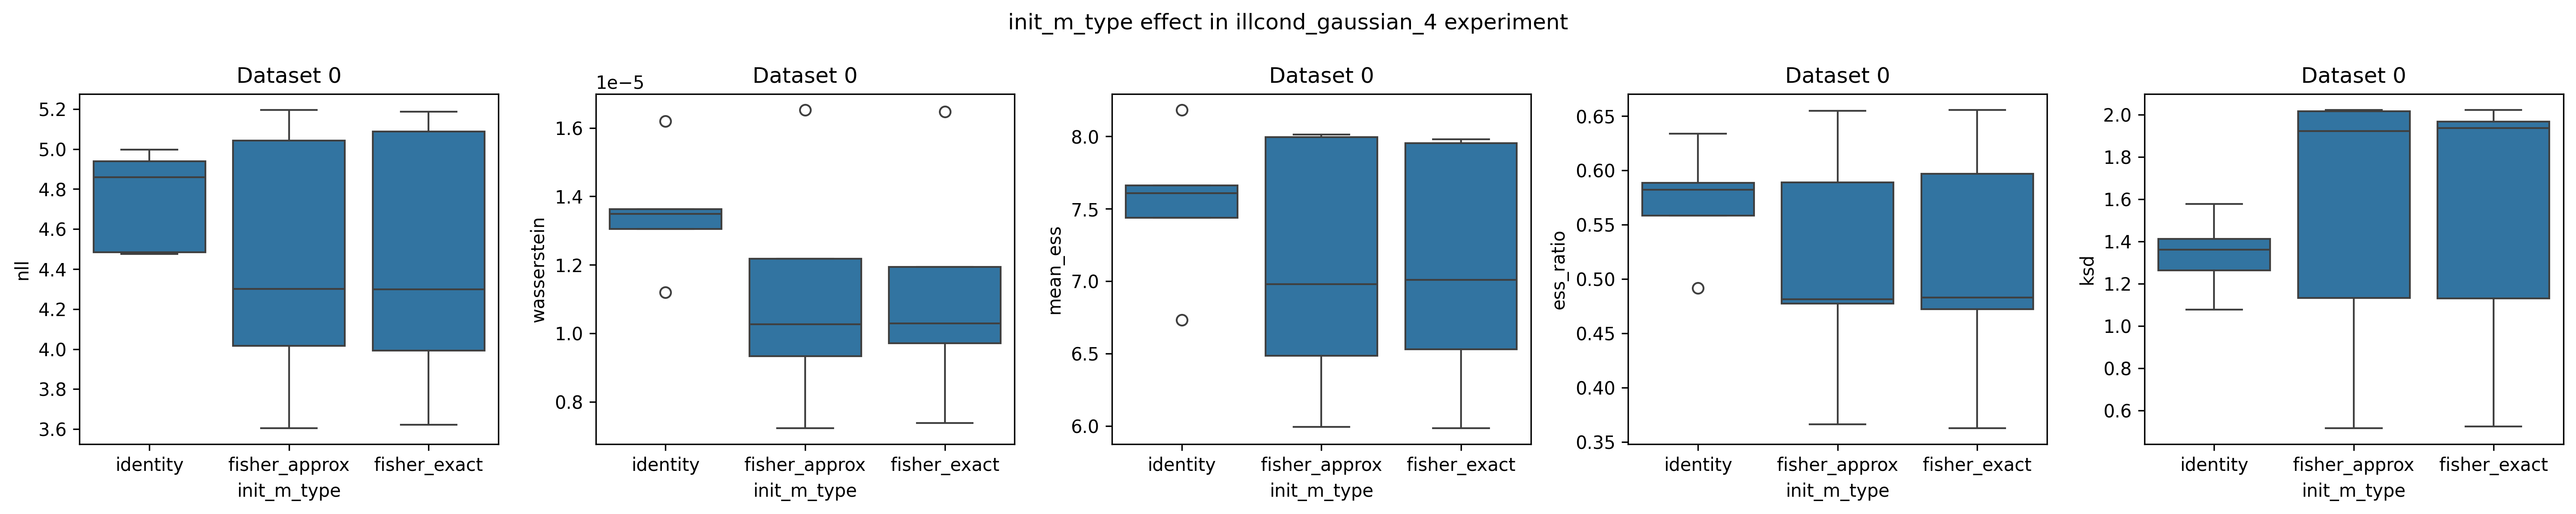 init_m_type effect in illcond_gaussian_4 experiment
Dataset 0
nll
5.2
5.0
4.8
4.6
4.4
4.2
4.0
3.8
3.6
identity
fisher_approx
fisher_exact
init_m_type
Dataset 0
1e−5
wasserstein
1.6
1.4
1.2
1.0
0.8
identity
fisher_approx
fisher_exact
init_m_type
Dataset 0
mean_ess
8.0
7.5
7.0
6.5
6.0
identity
fisher_approx
fisher_exact
init_m_type
Dataset 0
ess_ratio
0.65
0.60
0.55
0.50
0.45
0.40
0.35
identity
fisher_approx
fisher_exact
init_m_type
Dataset 0
ksd
2.0
1.8
1.6
1.4
1.2
1.0
0.8
0.6
identity
fisher_approx
fisher_exact
init_m_type